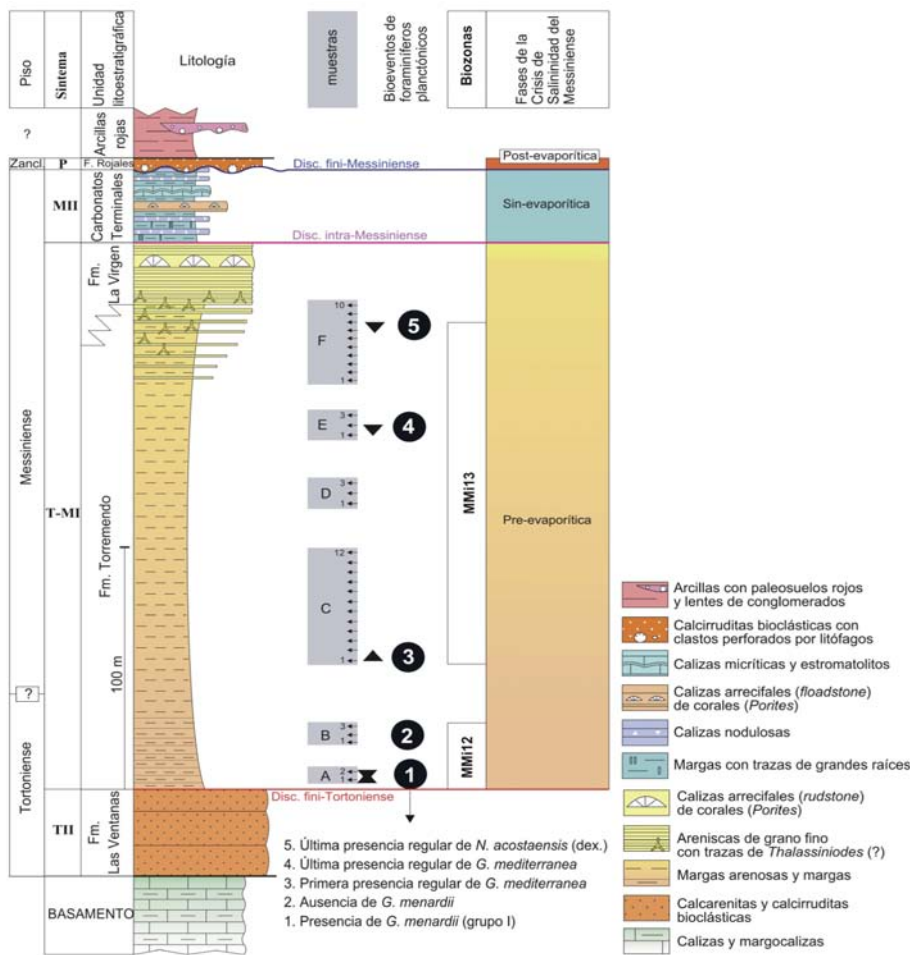 Piso
Sintema
Unidad
litoestratigráfica
Litología
muestras
Bioeventos de
foraminíferos
planctónicos
Biozonas
Fases de la
Crisis de
Salininidad del
Messiniense
?
Arcillas
rojas
Zancl.
P
F. Rojales
Disc. fini-Messiniense
Post-evaporítica
MII
Carbonatos
Terminales
Sin-evaporítica
Disc. intra-Messiniense
Fm.
La Virgen
10
F
1
5
3
E
1
4
3
D
1
12
C
1
3
3
B
1
2
2
A
1
1
MMi13
MMi12
Pre-evaporítica
Messiniense
T-MI
Fm. Torremendo
100 m
?
Tortoniense
Disc. fini-Tortoniense
TII
Fm.
Las Ventanas
BASAMENTO
5. Última presencia regular de N. acostaensis (dex.)
4. Última presencia regular de G. mediterranea
3. Primera presencia regular de G. mediterranea
2. Ausencia de G. menardii
1. Presencia de G. menardii (grupo I)
Arcillas con paleosuelos rojos
y lentes de conglomerados
Calcirruditas bioclásticas con
clastos perforados por litófagos
Calizas micríticas y estromatolitos
Calizas arrecifales (floadstone)
de corales (Porites)
Calizas nodulosas
Margas con trazas de grandes raíces
Calizas arrecifales (rudstone)
de corales (Porites)
Areniscas de grano fino
con trazas de Thalassiniodes (?)
Margas arenosas y margas
Calcarenitas y calcirruditas
bioclásticas
Calizas y margocalizas